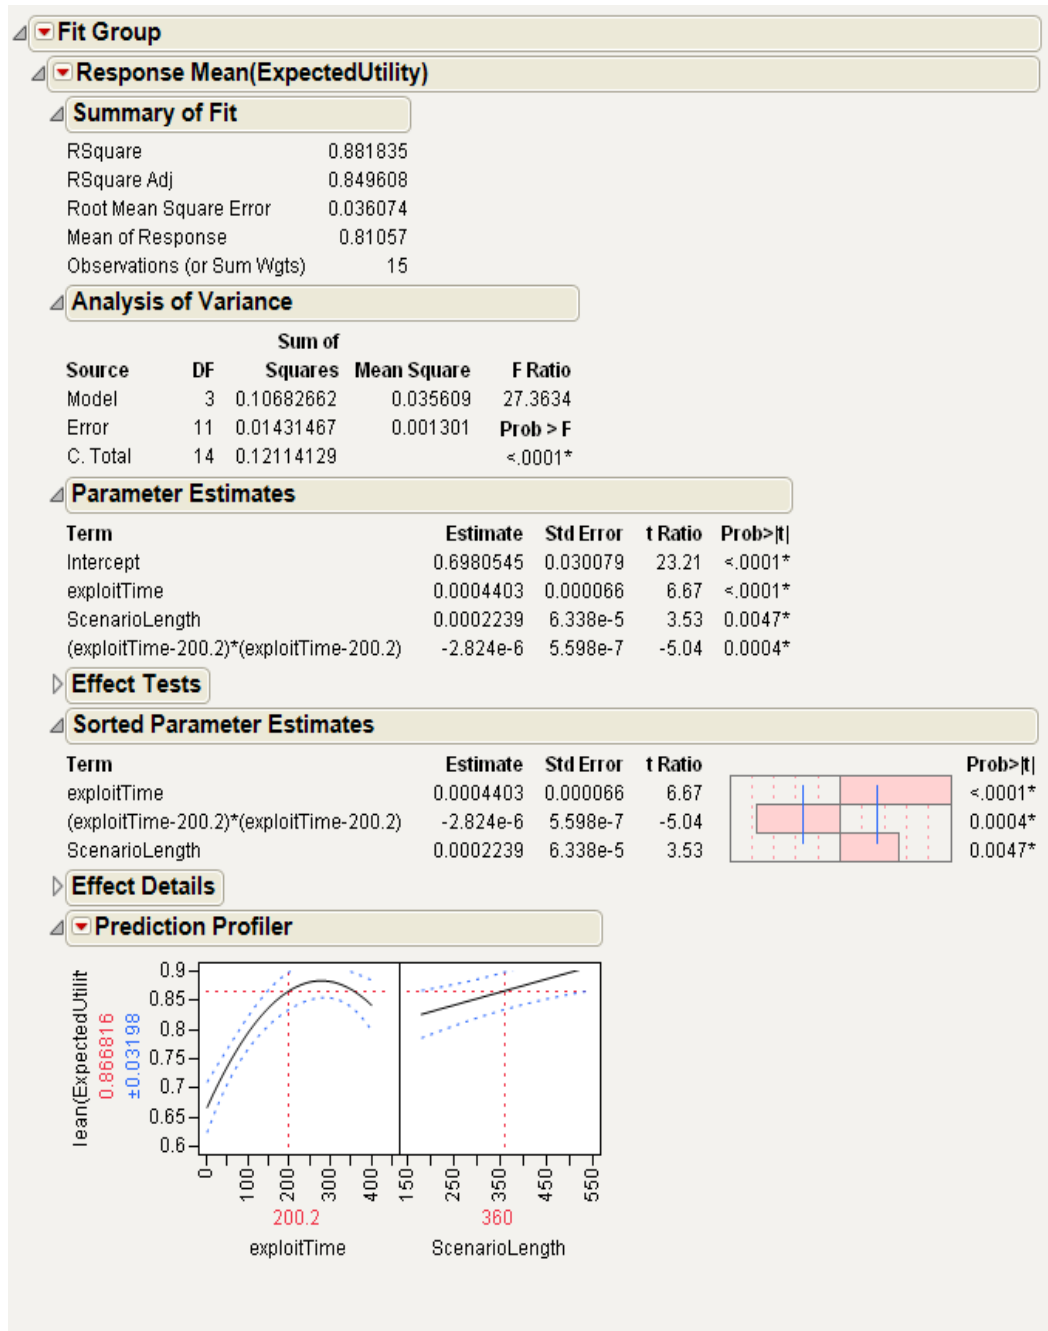 Fit Group
Response Mean(ExpectedUtility)
Summary of Fit
RSquare 0.881835
RSquare Adj 0.849608
Root Mean Square Error 0.036074
Mean of Response 0.81057
Observations (or Sum Wgts) 15
Analysis of Variance
Sum of
Source DF Squares Mean Square F Ratio
Model 3 0.10682662 0.035609 27.3634
Error 11 0.01431467 0.001301 Prob > F
C. Total 14 0.12114129 <.0001*
Parameter Estimates
Term Estimate Std Error t Ratio Prob>|t|
Intercept 0.6980545 0.030079 23.21 <.0001*
exploitTime 0.0004403 0.000066 6.67 <.0001*
ScenarioLength 0.0002239 6.338e-5 3.53 0.0047*
(exploitTime-200.2)*(exploitTime-200.2) -2.824e-6 5.598e-7 -5.04 0.0004*
Effect Tests
Sorted Parameter Estimates
Term Estimate Std Error t Ratio Prob>|t|
exploitTime 0.0004403 0.000066 6.67 <.0001*
(exploitTime-200.2)*(exploitTime-200.2) -2.824e-6 5.598e-7 -5.04 0.0004*
ScenarioLength 0.0002239 6.338e-5 3.53 0.0047*
Effect Details
Prediction Profiler
lean(ExpectedUtilit
0.866816
±0.03198
0.9
0.85
0.8
0.75
0.7
0.65
0.6
0 100 200 300 400 150 250 350 450 550
200.2 360
exploitTime ScenarioLength